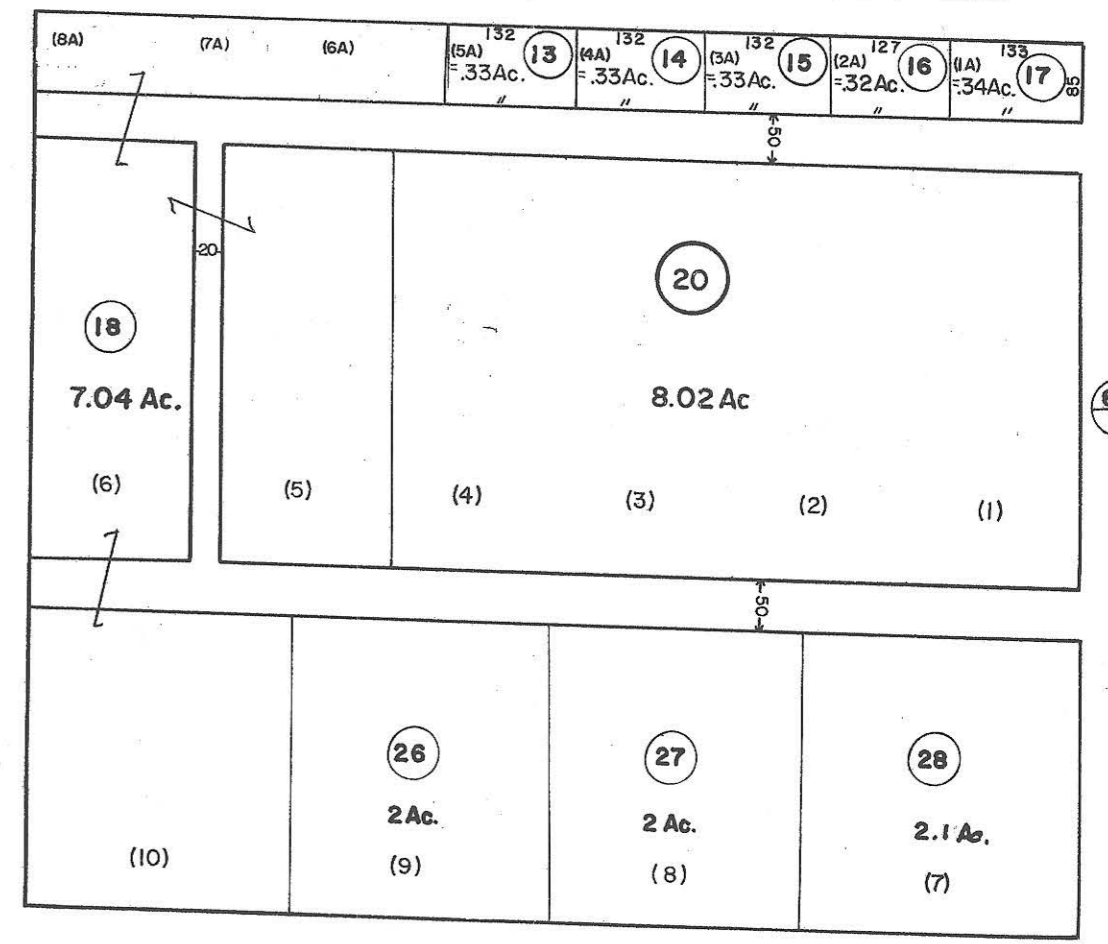 (8A) (7A) (6A)
132
(5A) 13
=.33Ac.
"
132
(4A) 14
=.33Ac.
"
132
(3A) 15
=.33Ac.
"
127
(2A) 16
=.32Ac.
"
133
(1A) 17
=.34Ac.
"
85
50
20
18
7.04 Ac.
(6)
20
8.02 Ac
(5) (4) (3) (2) (1)
50
26
2 Ac.
(9)
27
2 Ac.
(8)
28
2.1 Ac.
(7)
(10)